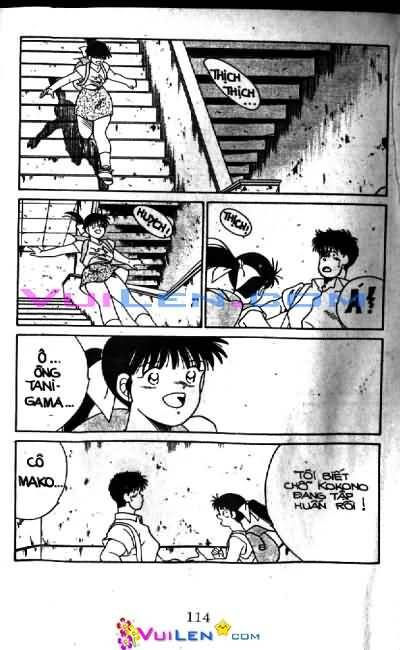 THỊCH
THỊCH...
HUỴCH!
THỊCH!
Á!
VUILEN.COM
Ô...
ÔNG
TANI-
GAMA...
CÔ
MAKO...
TÔI BIẾT
CHỚ KOKONO
ĐANG TẬP
HUẤN RỒI!
114
VUILEN.COM